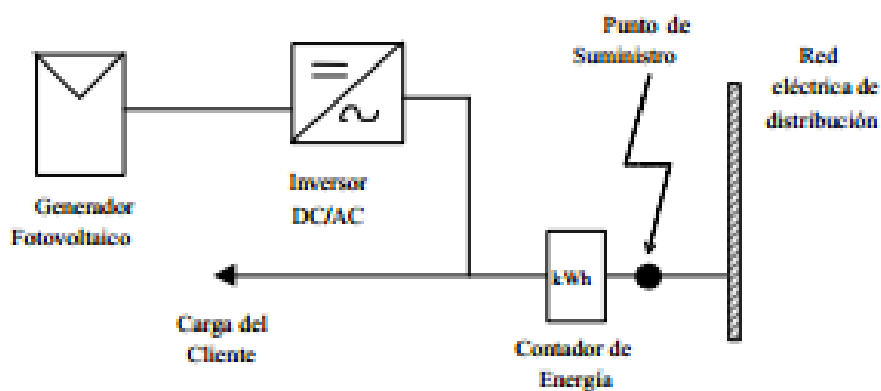 Punto de
Suministro
Red
eléctrica de
distribución
Inversor
DC/AC
Generador
Fotovoltaico
kWh
Carga del
Cliente
Contador de
Energía